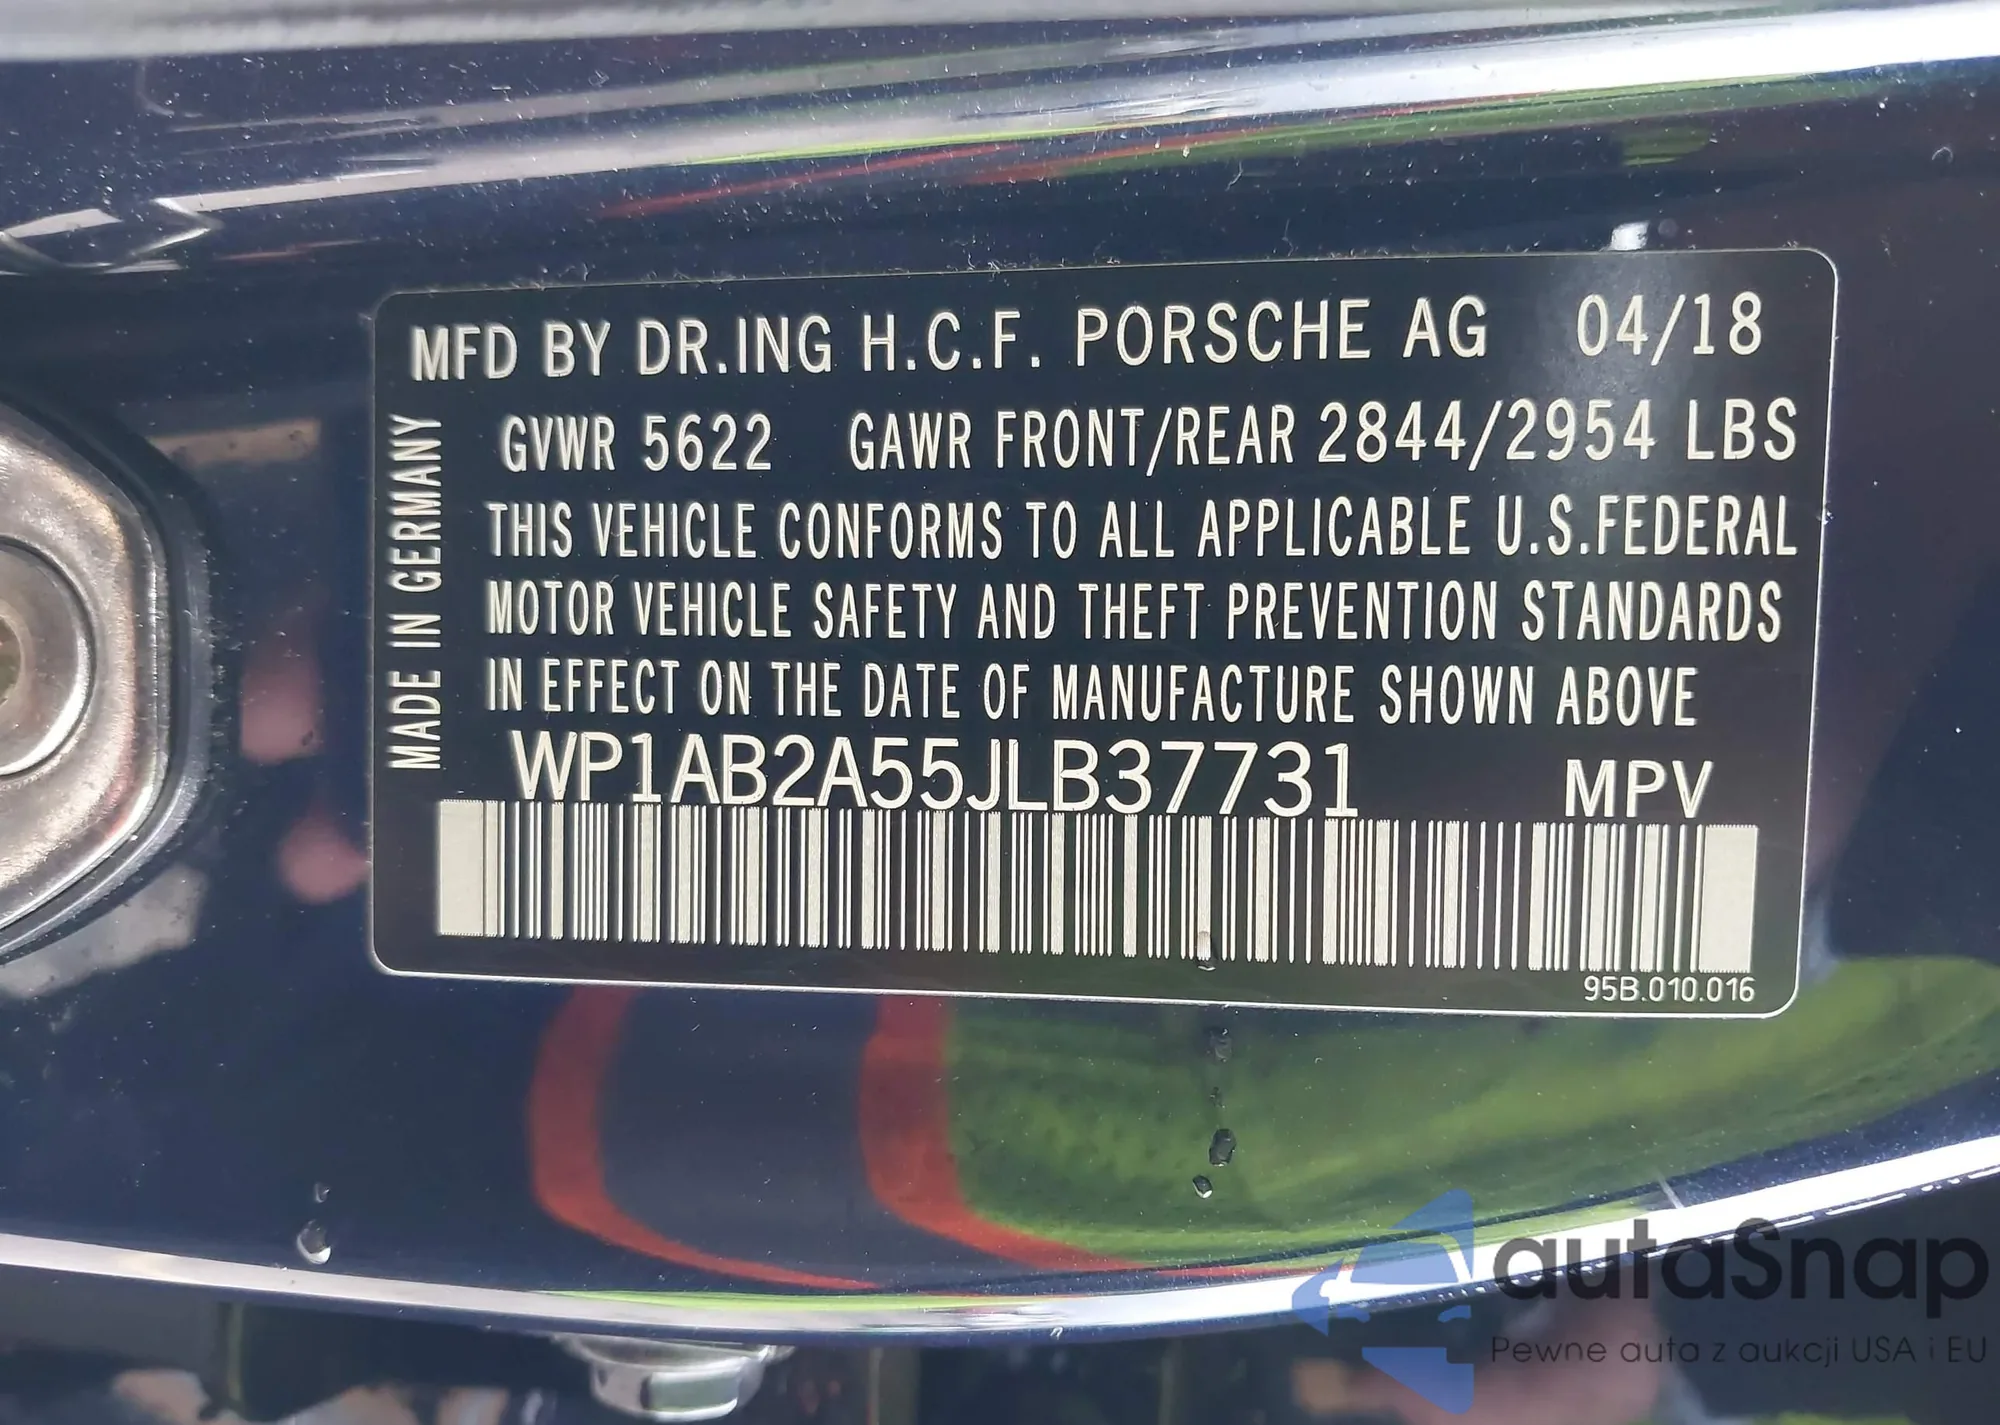 MFD BY DR.ING H.C.F. PORSCHE AG 04/18
GVWR 5622 GAWR FRONT/REAR 2844/2954 LBS
THIS VEHICLE CONFORMS TO ALL APPLICABLE U.S.FEDERAL
MOTOR VEHICLE SAFETY AND THEFT PREVENTION STANDARDS
IN EFFECT ON THE DATE OF MANUFACTURE SHOWN ABOVE
WP1AB2A55JLB37731 MPV
95B.010.016
MADE IN GERMANY
autaSnap
Pewne auta z aukcji USA i EU